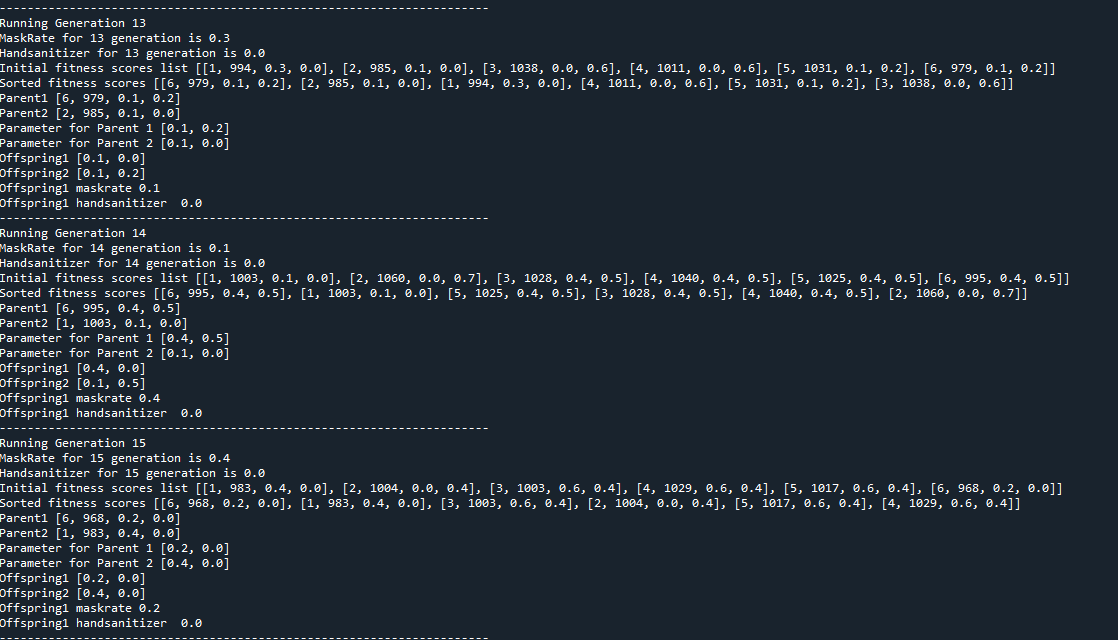 ----------------------------------------------------------------------
Running Generation 13
MaskRate for 13 generation is 0.3
Handsanitizer for 13 generation is 0.0
Initial fitness scores list [[1, 994, 0.3, 0.0], [2, 985, 0.1, 0.0], [3, 1038, 0.0, 0.6], [4, 1011, 0.0, 0.6], [5, 1031, 0.1, 0.2], [6, 979, 0.1, 0.2]]
Sorted fitness scores [[6, 979, 0.1, 0.2], [2, 985, 0.1, 0.0], [1, 994, 0.3, 0.0], [4, 1011, 0.0, 0.6], [5, 1031, 0.1, 0.2], [3, 1038, 0.0, 0.6]]
Parent1 [6, 979, 0.1, 0.2]
Parent2 [2, 985, 0.1, 0.0]
Parameter for Parent 1 [0.1, 0.2]
Parameter for Parent 2 [0.1, 0.0]
Offspring1 [0.1, 0.0]
Offspring2 [0.1, 0.2]
Offspring1 maskrate 0.1
Offspring1 handsanitizer  0.0
----------------------------------------------------------------------
Running Generation 14
MaskRate for 14 generation is 0.1
Handsanitizer for 14 generation is 0.0
Initial fitness scores list [[1, 1003, 0.1, 0.0], [2, 1060, 0.0, 0.7], [3, 1028, 0.4, 0.5], [4, 1040, 0.4, 0.5], [5, 1025, 0.4, 0.5], [6, 995, 0.4, 0.5]]
Sorted fitness scores [[6, 995, 0.4, 0.5], [1, 1003, 0.1, 0.0], [5, 1025, 0.4, 0.5], [3, 1028, 0.4, 0.5], [4, 1040, 0.4, 0.5], [2, 1060, 0.0, 0.7]]
Parent1 [6, 995, 0.4, 0.5]
Parent2 [1, 1003, 0.1, 0.0]
Parameter for Parent 1 [0.4, 0.5]
Parameter for Parent 2 [0.1, 0.0]
Offspring1 [0.4, 0.0]
Offspring2 [0.1, 0.5]
Offspring1 maskrate 0.4
Offspring1 handsanitizer  0.0
----------------------------------------------------------------------
Running Generation 15
MaskRate for 15 generation is 0.4
Handsanitizer for 15 generation is 0.0
Initial fitness scores list [[1, 983, 0.4, 0.0], [2, 1004, 0.0, 0.4], [3, 1003, 0.6, 0.4], [4, 1029, 0.6, 0.4], [5, 1017, 0.6, 0.4], [6, 968, 0.2, 0.0]]
Sorted fitness scores [[6, 968, 0.2, 0.0], [1, 983, 0.4, 0.0], [3, 1003, 0.6, 0.4], [2, 1004, 0.0, 0.4], [5, 1017, 0.6, 0.4], [4, 1029, 0.6, 0.4]]
Parent1 [6, 968, 0.2, 0.0]
Parent2 [1, 983, 0.4, 0.0]
Parameter for Parent 1 [0.2, 0.0]
Parameter for Parent 2 [0.4, 0.0]
Offspring1 [0.2, 0.0]
Offspring2 [0.4, 0.0]
Offspring1 maskrate 0.2
Offspring1 handsanitizer  0.0
----------------------------------------------------------------------